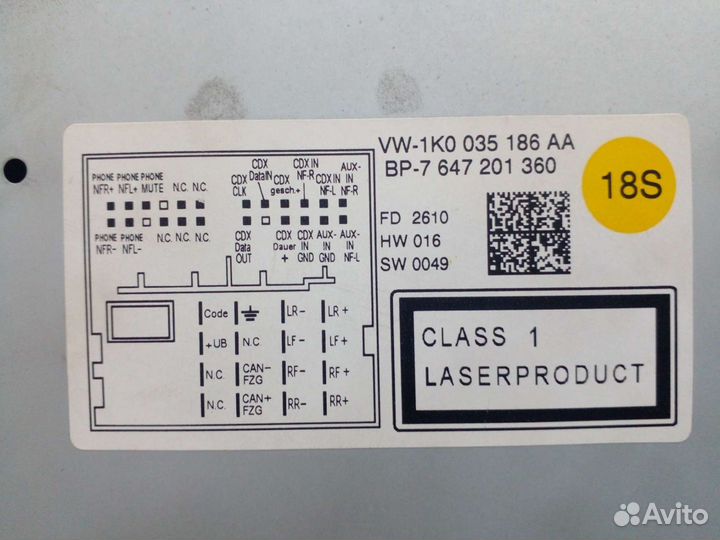 VW-1K0 035 186 AA
BP-7 647 201 360
18S
FD 2610
HW 016
SW 0049
CLASS 1
LASERPRODUCT
PHONE PHONE PHONE
NFR+ NFL+ MUTE N.C. N.C.
PHONE PHONE N.C. N.C. N.C.
NFR- NFL-
CDX CLK
CDX DataIN
CDX gesch.+
CDX IN NF-R
CDX IN NF-L
AUX-IN NF-R
CDX Data OUT
CDX Dauer +
CDX IN GND
AUX-IN GND
AUX-IN NF-L
Code LR- LR+
+UB N.C LF- LF+
N.C. CAN- FZG RF- RF+
N.C. CAN+ FZG RR- RR+
Avito